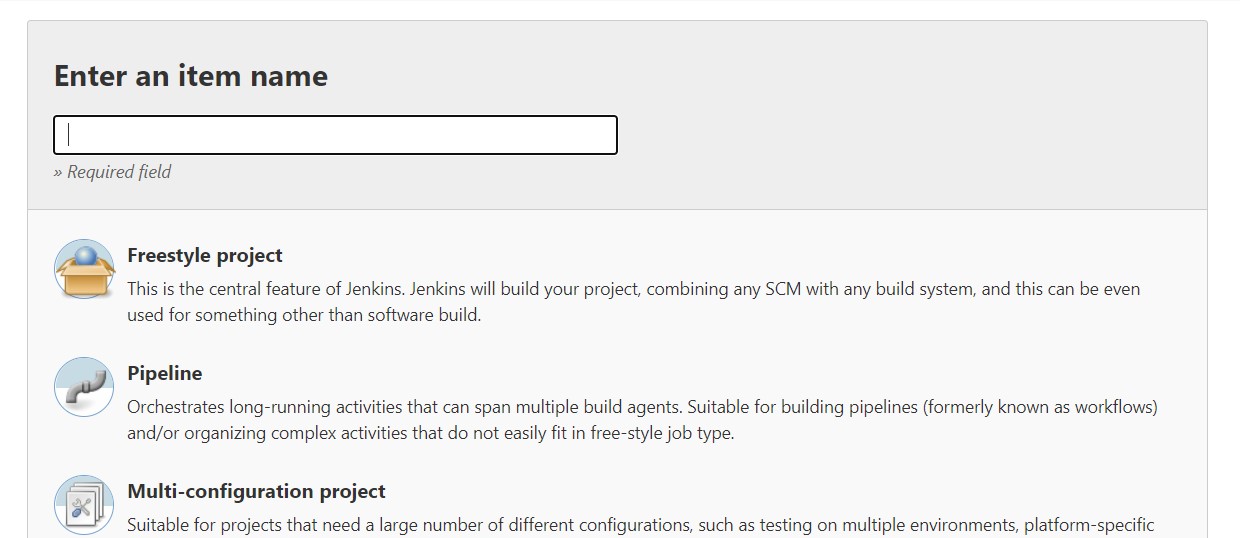 Enter an item name
» Required field
Freestyle project
This is the central feature of Jenkins. Jenkins will build your project, combining any SCM with any build system, and this can be even
used for something other than software build.
Pipeline
Orchestrates long-running activities that can span multiple build agents. Suitable for building pipelines (formerly known as workflows)
and/or organizing complex activities that do not easily fit in free-style job type.
Multi-configuration project
Suitable for projects that need a large number of different configurations, such as testing on multiple environments, platform-specific